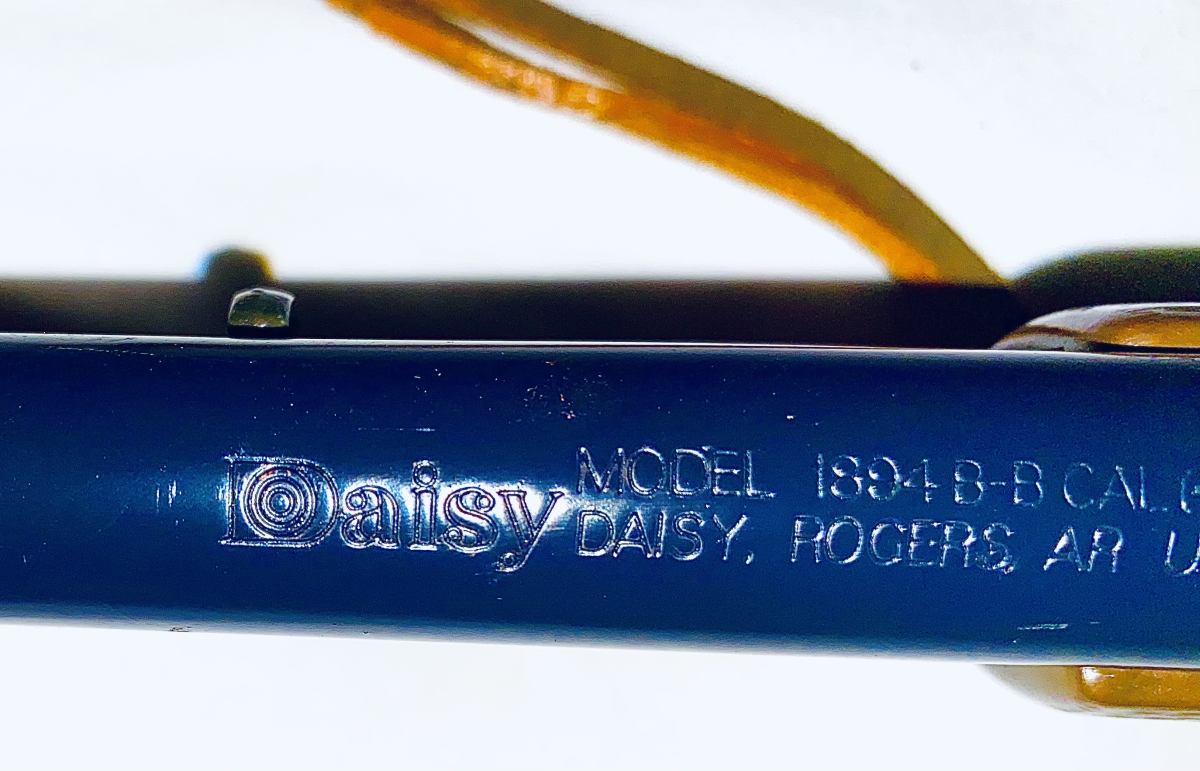 Daisy
MODEL 1894 B-B CAL.
DAISY, ROGERS, AR